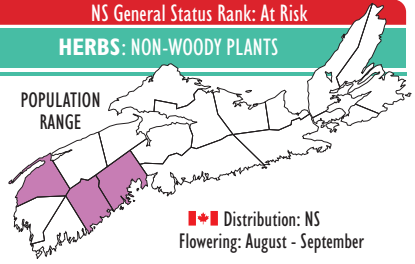 NS General Status Rank: At Risk
HERBS: NON-WOODY PLANTS
POPULATION
RANGE
Distribution: NS
Flowering: August - September